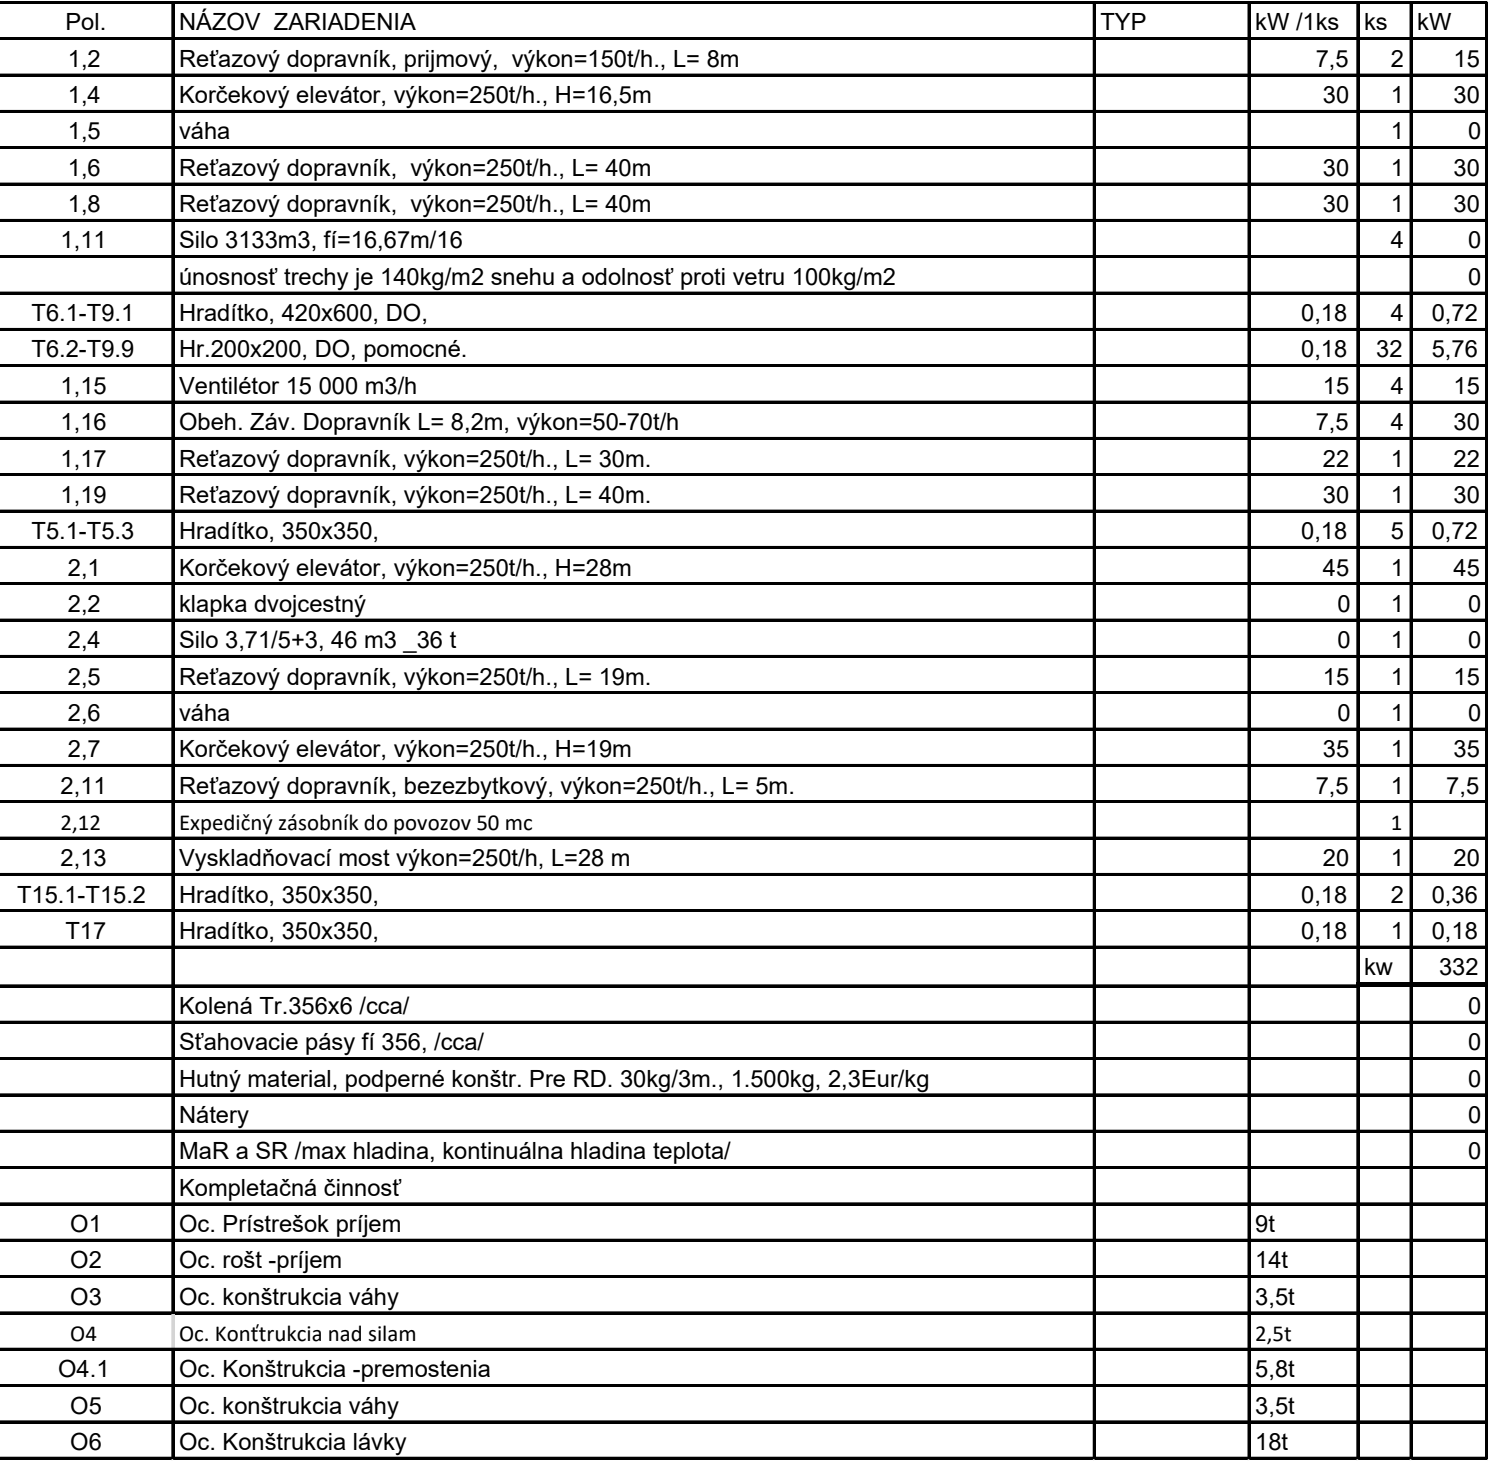 Pol. NÁZOV ZARIADENIA TYP kW /1ks ks kW
1,2 Reťazový dopravník, prijmový, výkon=150t/h., L= 8m 7,5 2 15
1,4 Korčekový elevátor, výkon=250t/h., H=16,5m 30 1 30
1,5 váha 1 0
1,6 Reťazový dopravník, výkon=250t/h., L= 40m 30 1 30
1,8 Reťazový dopravník, výkon=250t/h., L= 40m 30 1 30
1,11 Silo 3133m3, fí=16,67m/16 4 0
únosnosť trechy je 140kg/m2 snehu a odolnosť proti vetru 100kg/m2 0
T6.1-T9.1 Hradítko, 420x600, DO, 0,18 4 0,72
T6.2-T9.9 Hr.200x200, DO, pomocné. 0,18 32 5,76
1,15 Ventilétor 15 000 m3/h 15 4 15
1,16 Obeh. Záv. Dopravník L= 8,2m, výkon=50-70t/h 7,5 4 30
1,17 Reťazový dopravník, výkon=250t/h., L= 30m. 22 1 22
1,19 Reťazový dopravník, výkon=250t/h., L= 40m. 30 1 30
T5.1-T5.3 Hradítko, 350x350, 0,18 5 0,72
2,1 Korčekový elevátor, výkon=250t/h., H=28m 45 1 45
2,2 klapka dvojcestný 0 1 0
2,4 Silo 3,71/5+3, 46 m3 _36 t 0 1 0
2,5 Reťazový dopravník, výkon=250t/h., L= 19m. 15 1 15
2,6 váha 0 1 0
2,7 Korčekový elevátor, výkon=250t/h., H=19m 35 1 35
2,11 Reťazový dopravník, bezezbytkový, výkon=250t/h., L= 5m. 7,5 1 7,5
2,12 Expedičný zásobník do povozov 50 mc 1
2,13 Vyskladňovací most výkon=250t/h, L=28 m 20 1 20
T15.1-T15.2 Hradítko, 350x350, 0,18 2 0,36
T17 Hradítko, 350x350, 0,18 1 0,18
kw 332
Kolená Tr.356x6 /cca/ 0
Sťahovacie pásy fí 356, /cca/ 0
Hutný material, podperné konštr. Pre RD. 30kg/3m., 1.500kg, 2,3Eur/kg 0
Nátery 0
MaR a SR /max hladina, kontinuálna hladina teplota/ 0
Kompletačná činnosť
O1 Oc. Prístrešok príjem 9t
O2 Oc. rošt -príjem 14t
O3 Oc. konštrukcia váhy 3,5t
O4 Oc. Konťtrukcia nad silam 2,5t
O4.1 Oc. Konštrukcia -premostenia 5,8t
O5 Oc. konštrukcia váhy 3,5t
O6 Oc. Konštrukcia lávky 18t